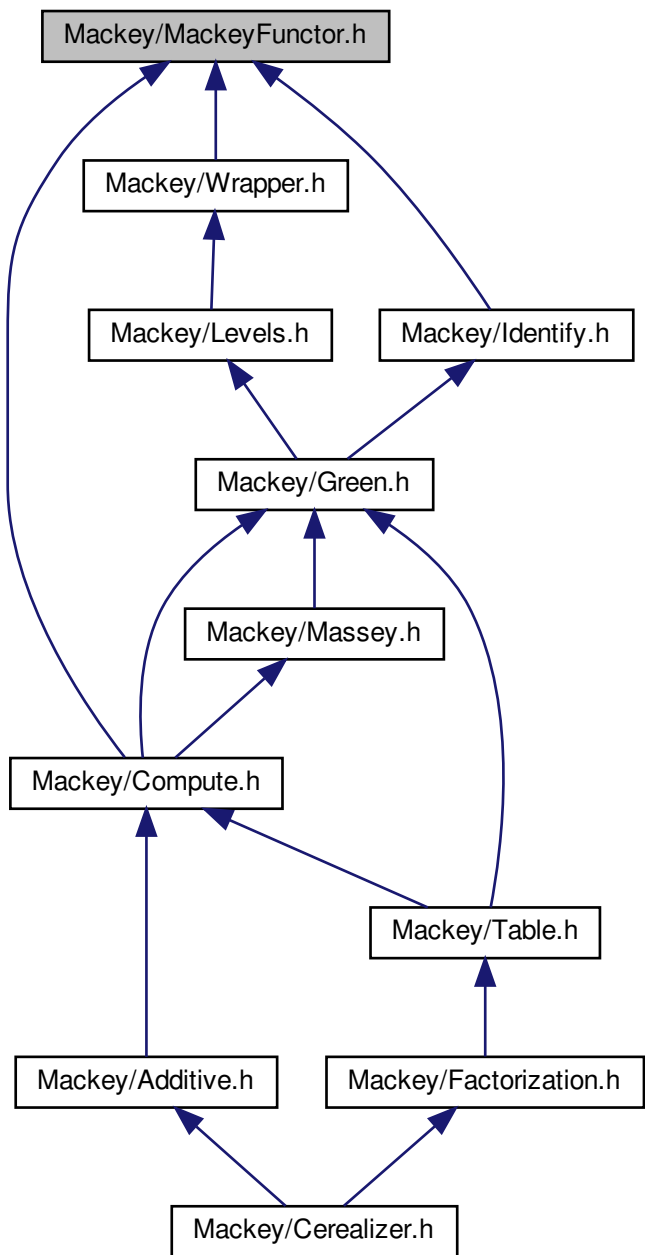 Mackey/MackeyFunctor.h
Mackey/Wrapper.h
Mackey/Levels.h
Mackey/Identify.h
Mackey/Green.h
Mackey/Massey.h
Mackey/Compute.h
Mackey/Table.h
Mackey/Additive.h
Mackey/Factorization.h
Mackey/Cerealizer.h